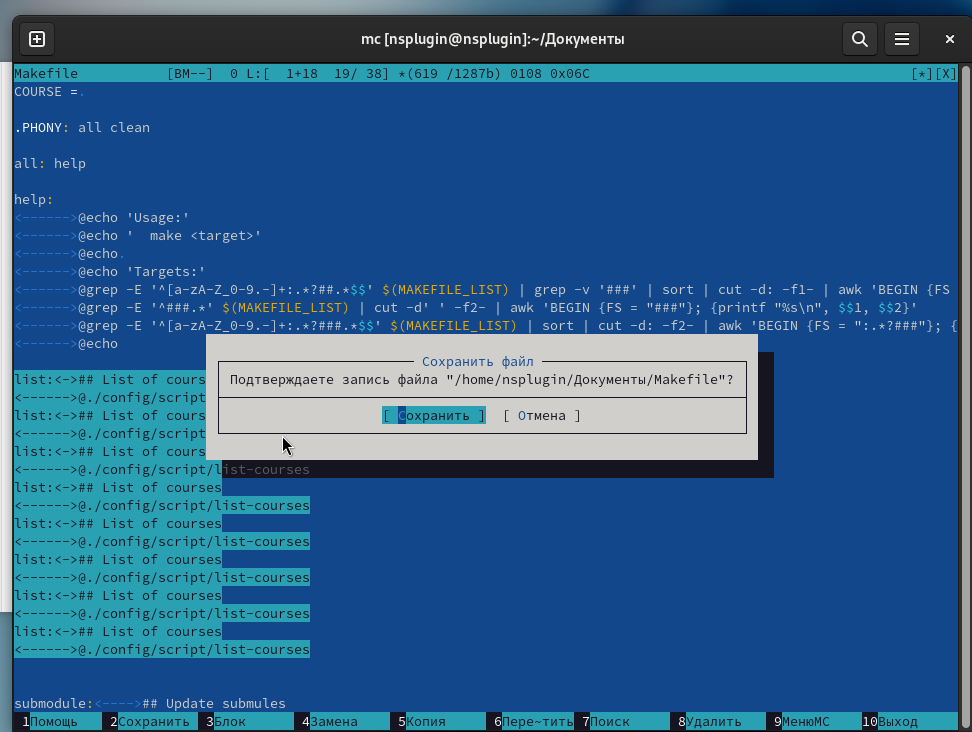 mc [nsplugin@nsplugin]:~/Документы
Makefile [BM--] 0 L:[ 1+18 19/ 38] *(619 /1287b) 0108 0x06C [*][X]
COURSE =.
.PHONY: all clean
all: help
help:
<------>@echo 'Usage:'
<------>@echo '  make <target>'
<------>@echo.
<------>@echo 'Targets:'
<------>@grep -E '^[a-zA-Z_0-9.-]+:.*?##.*$$' $(MAKEFILE_LIST) | grep -v '###' | sort | cut -d: -f1- | awk 'BEGIN {FS
<------>@grep -E '^###.*' $(MAKEFILE_LIST) | cut -d' ' -f2- | awk 'BEGIN {FS = "###"}; {printf "%s\n", $$1, $$2}'
<------>@grep -E '^[a-zA-Z_0-9.-]+:.*?###.*$$' $(MAKEFILE_LIST) | sort | cut -d: -f2- | awk 'BEGIN {FS = ":.*?###"}; {
<------>@echo
Сохранить файл
list:<->## List of cours
Подтверждаете запись файла "/home/nsplugin/Документы/Makefile"?
<------>@./config/script
list:<->## List of cours
[ Сохранить ] [ Отмена ]
<------>@./config/script
list:<->## List of cours
<------>@./config/script/list-courses
list:<->## List of courses
<------>@./config/script/list-courses
list:<->## List of courses
<------>@./config/script/list-courses
list:<->## List of courses
<------>@./config/script/list-courses
list:<->## List of courses
<------>@./config/script/list-courses
list:<->## List of courses
<------>@./config/script/list-courses
submodule:<---->## Update submules
1Помощь 2Сохранить 3Блок 4Замена 5Копия 6Пере~тить 7Поиск 8Удалить 9МенюMC 10Выход